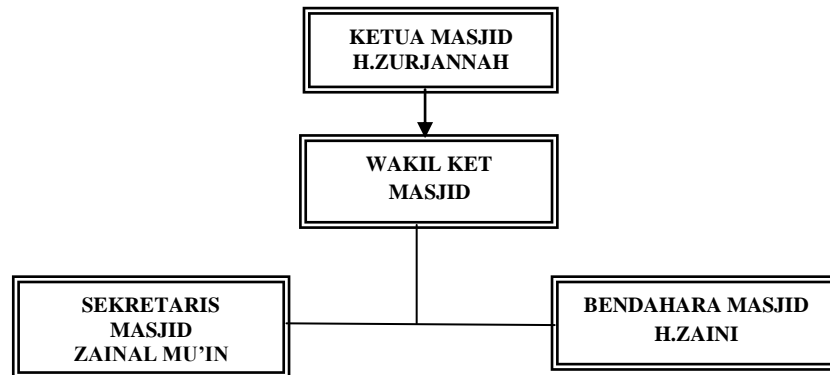 KETUA MASJID
H.ZURJANNAH
WAKIL KET
MASJID
SEKRETARIS
MASJID
ZAINAL MU’IN
BENDAHARA MASJID
H.ZAINI